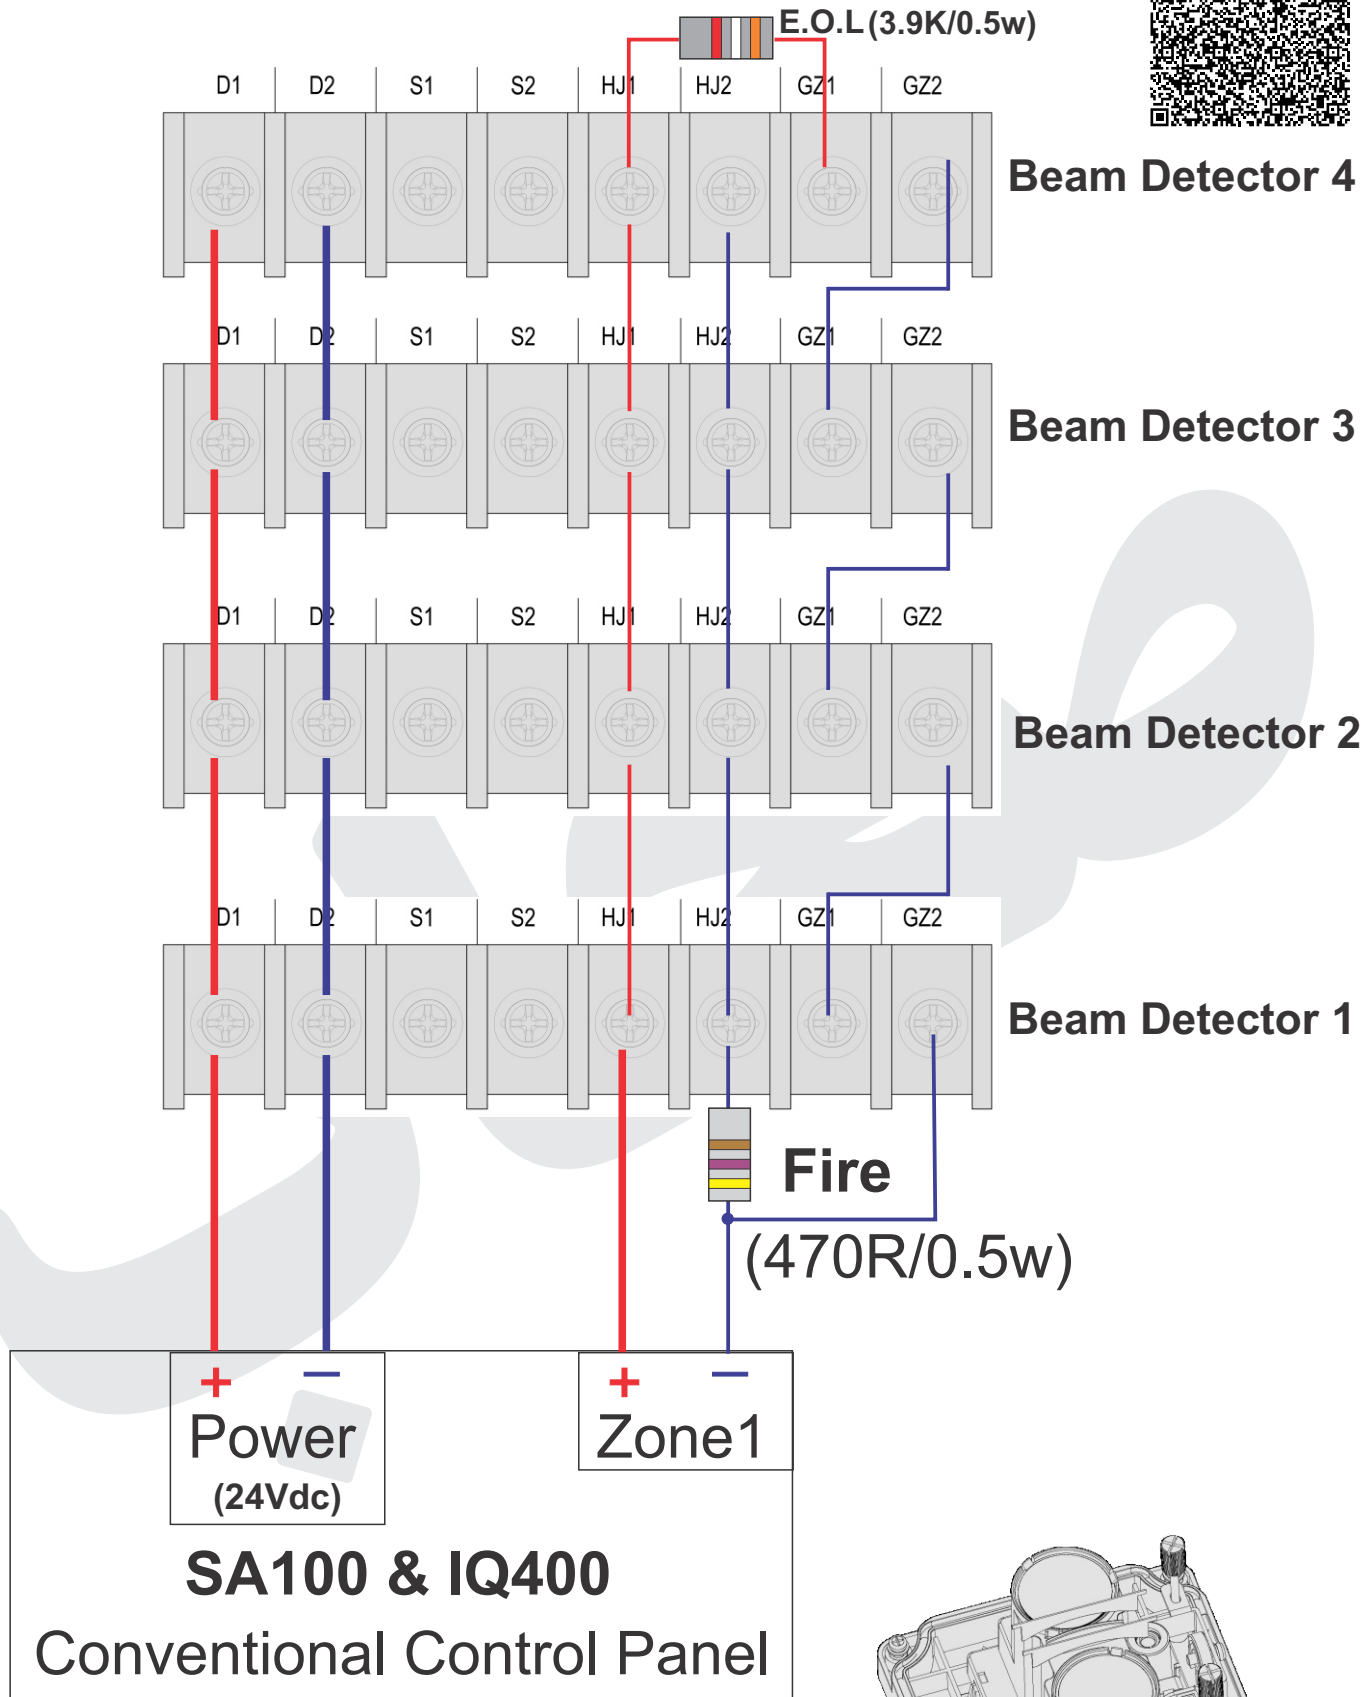 E.O.L (3.9K/0.5w)
D1 D2 S1 S2 HJ1 HJ2 GZ1 GZ2
Beam Detector 4
D1 D2 S1 S2 HJ1 HJ2 GZ1 GZ2
Beam Detector 3
D1 D2 S1 S2 HJ1 HJ2 GZ1 GZ2
Beam Detector 2
D1 D2 S1 S2 HJ1 HJ2 GZ1 GZ2
Beam Detector 1
Fire
(470R/0.5w)
+ − + −
Power Zone1
(24Vdc)
SA100 & IQ400
Conventional Control Panel